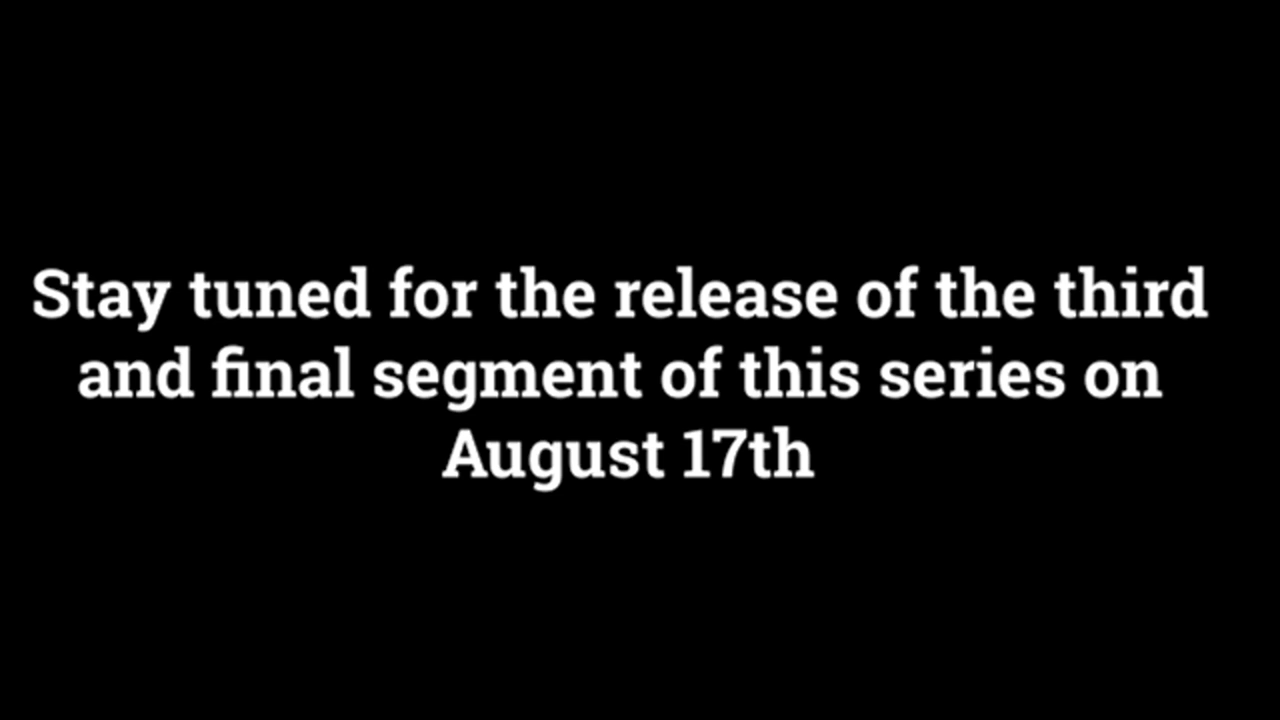 Stay tuned for the release of the third
and final segment of this series on
August 17th